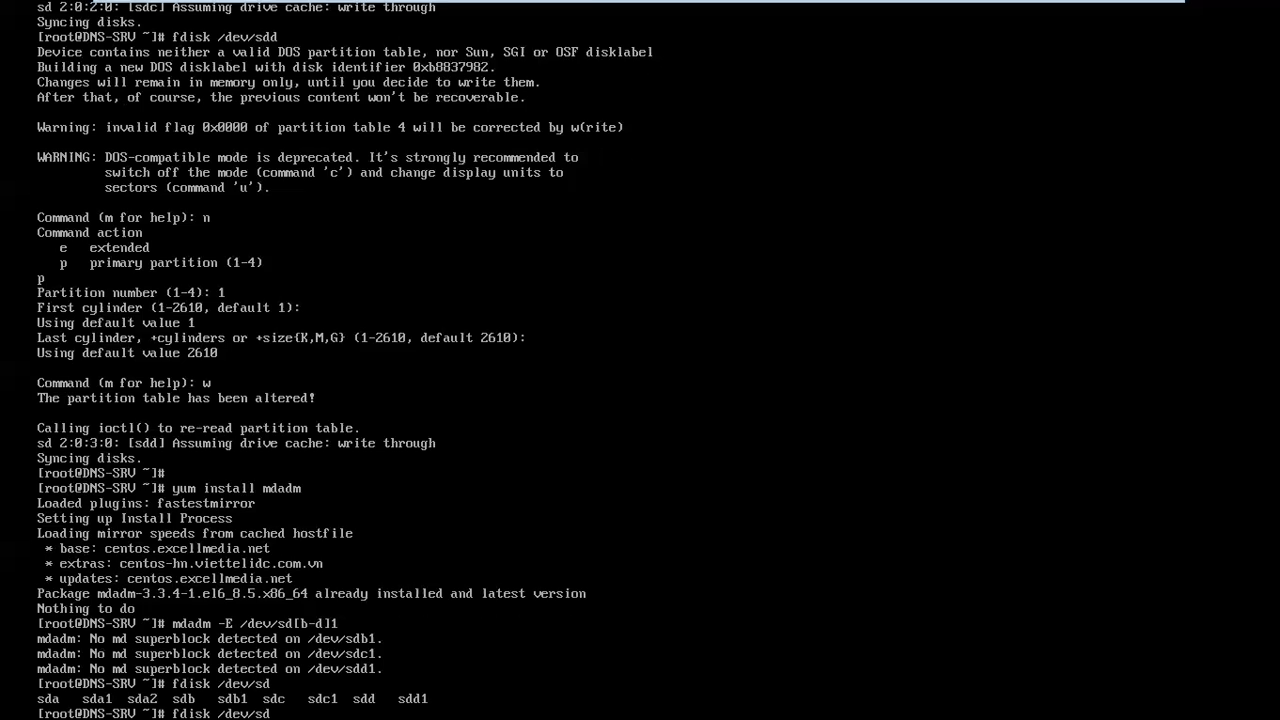 sd 2:0:2:0: [sdc] Assuming drive cache: write through
Syncing disks.
[root@DNS-SRV ~]# fdisk /dev/sdd
Device contains neither a valid DOS partition table, nor Sun, SGI or OSF disklabel
Building a new DOS disklabel with disk identifier 0xb8837982.
Changes will remain in memory only, until you decide to write them.
After that, of course, the previous content won't be recoverable.
Warning: invalid flag 0x0000 of partition table 4 will be corrected by w(rite)
WARNING: DOS-compatible mode is deprecated. It's strongly recommended to
switch off the mode (command 'c') and change display units to
sectors (command 'u').
Command (m for help): n
Command action
e   extended
p   primary partition (1-4)
p
Partition number (1-4): 1
First cylinder (1-2610, default 1):
Using default value 1
Last cylinder, +cylinders or +size{K,M,G} (1-2610, default 2610):
Using default value 2610
Command (m for help): w
The partition table has been altered!
Calling ioctl() to re-read partition table.
sd 2:0:3:0: [sdd] Assuming drive cache: write through
Syncing disks.
[root@DNS-SRV ~]#
[root@DNS-SRV ~]# yum install mdadm
Loaded plugins: fastestmirror
Setting up Install Process
Loading mirror speeds from cached hostfile
* base: centos.excellmedia.net
* extras: centos-hn.viettelidc.com.vn
* updates: centos.excellmedia.net
Package mdadm-3.3.4-1.el6_8.5.x86_64 already installed and latest version
Nothing to do
[root@DNS-SRV ~]# mdadm -E /dev/sd[b-d]1
mdadm: No md superblock detected on /dev/sdb1.
mdadm: No md superblock detected on /dev/sdc1.
mdadm: No md superblock detected on /dev/sdd1.
[root@DNS-SRV ~]# fdisk /dev/sd
sda   sda1  sda2  sdb   sdb1  sdc   sdc1  sdd   sdd1
[root@DNS-SRV ~]# fdisk /dev/sd